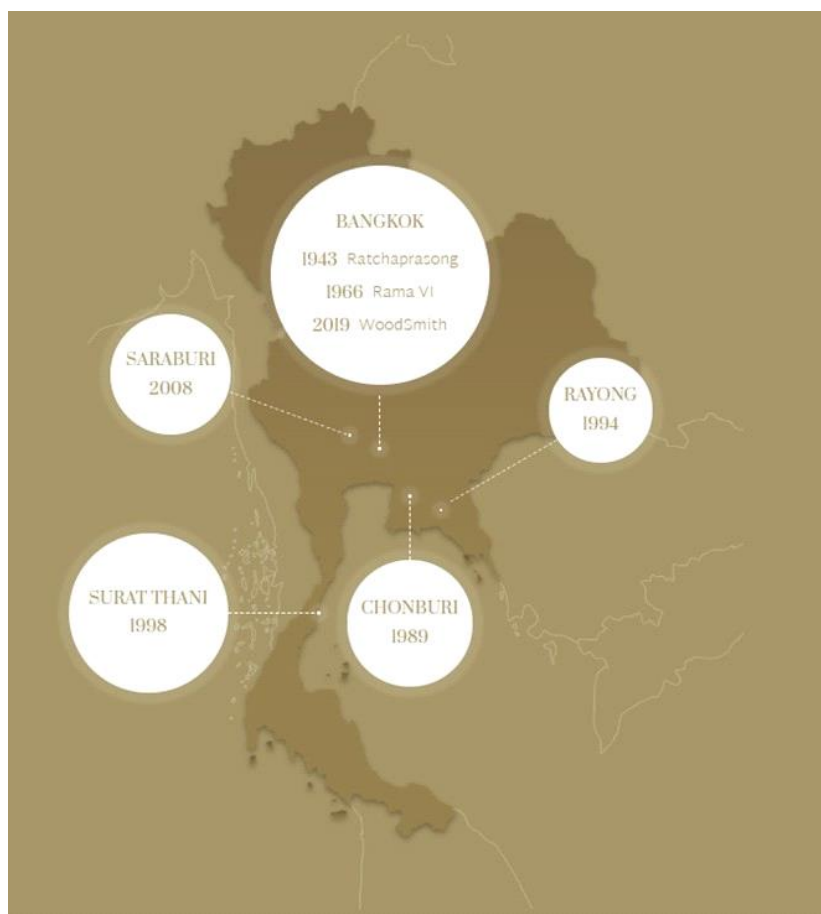 BANGKOK
1943 Ratchaprasong
1966 Rama VI
2019 WoodSmith
SARABURI
2008
RAYONG
1994
SURAT THANI
1998
CHONBURI
1989